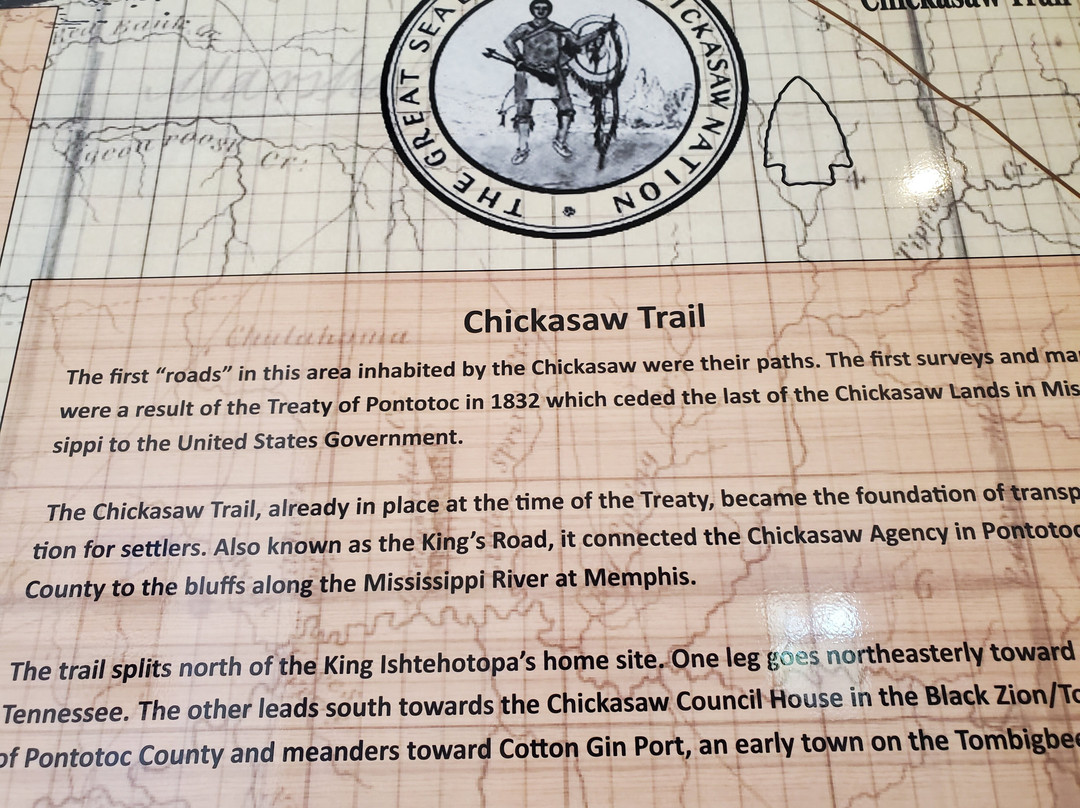 Chickasaw Trail
THE GREAT SEAL
CHICKASAW NATION
Cr.
Cr.
Chulahoma
Chickasaw Trail
The first “roads” in this area inhabited by the Chickasaw were their paths. The first surveys and
were a result of the Treaty of Pontotoc in 1832 which ceded the last of the Chickasaw Lands in Mis
sippi to the United States Government.
The Chickasaw Trail, already in place at the time of the Treaty, became the foundation of transp
tion for settlers. Also known as the King’s Road, it connected the Chickasaw Agency in Pontotoc
County to the bluffs along the Mississippi River at Memphis.
The trail splits north of the King Ishtehotopa’s home site. One leg goes northeasterly toward
Tennessee. The other leads south towards the Chickasaw Council House in the Black Zion/To
of Pontotoc County and meanders toward Cotton Gin Port, an early town on the Tombigbee